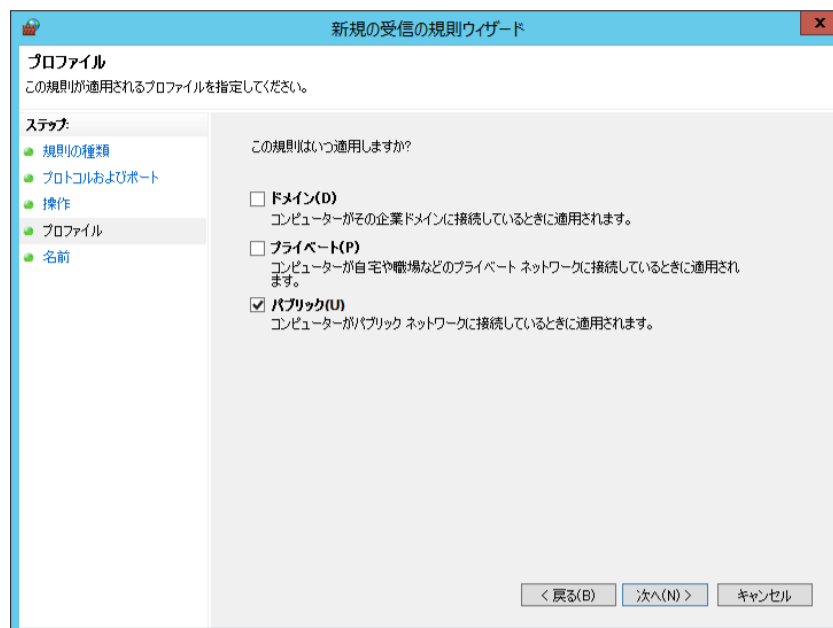 新規の受信の規則ウィザード
x
プロファイル
この規則が適用されるプロファイルを指定してください。
ステップ:
規則の種類
プロトコルおよびポート
操作
プロファイル
名前
この規則はいつ適用しますか?
ドメイン(D)
コンピューターがその企業ドメインに接続しているときに適用されます。
プライベート(P)
コンピューターが自宅や職場などのプライベート ネットワークに接続しているときに適用され
ます。
パブリック(U)
コンピューターがパブリック ネットワークに接続しているときに適用されます。
< 戻る(B)
次へ(N) >
キャンセル